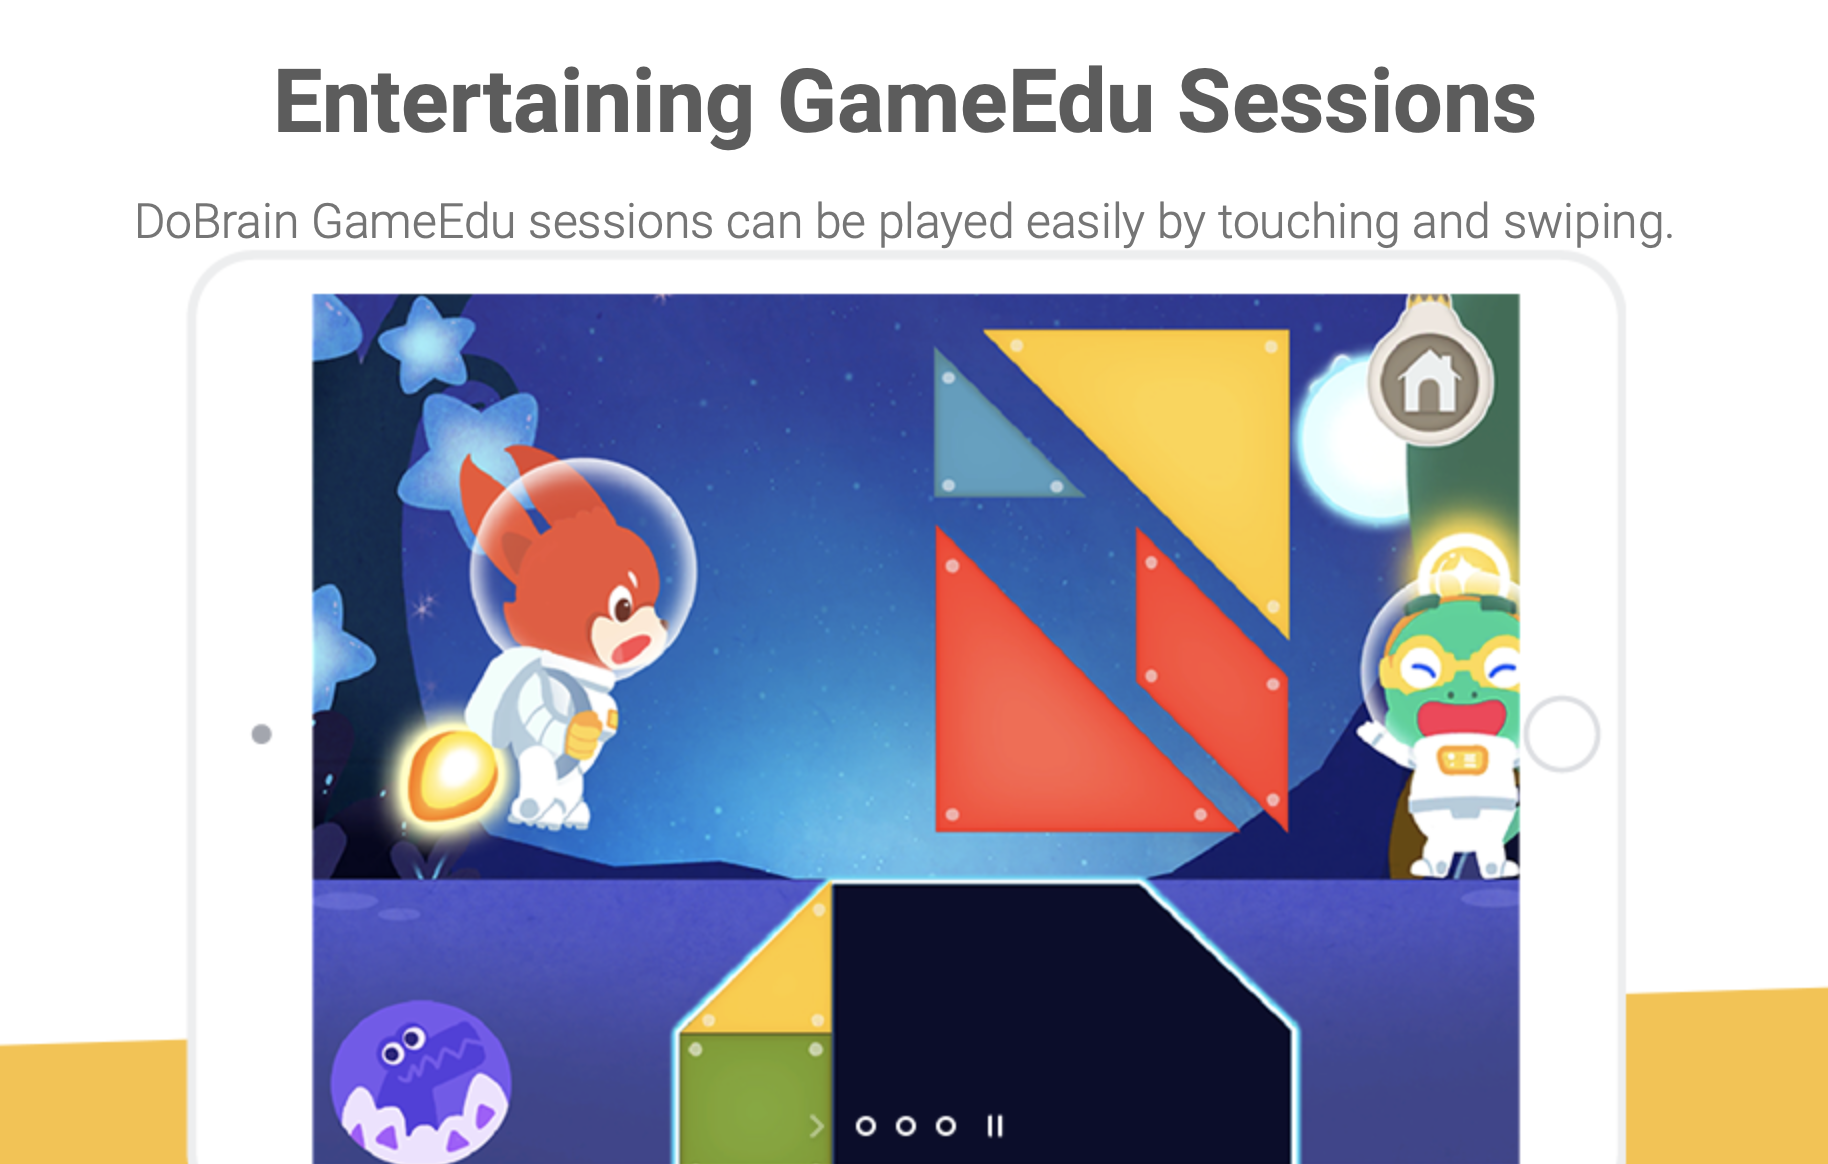 Entertaining GameEdu Sessions
DoBrain GameEdu sessions can be played easily by touching and swiping.